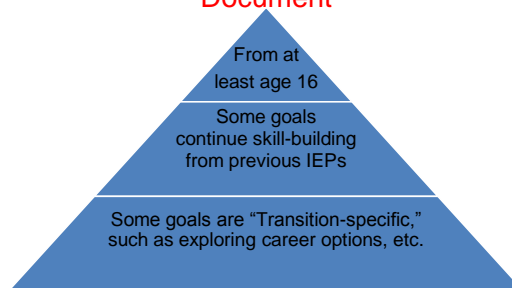 Document
From at
least age 16
Some goals
continue skill-building
from previous IEPs
Some goals are “Transition-specific,”
such as exploring career options, etc.